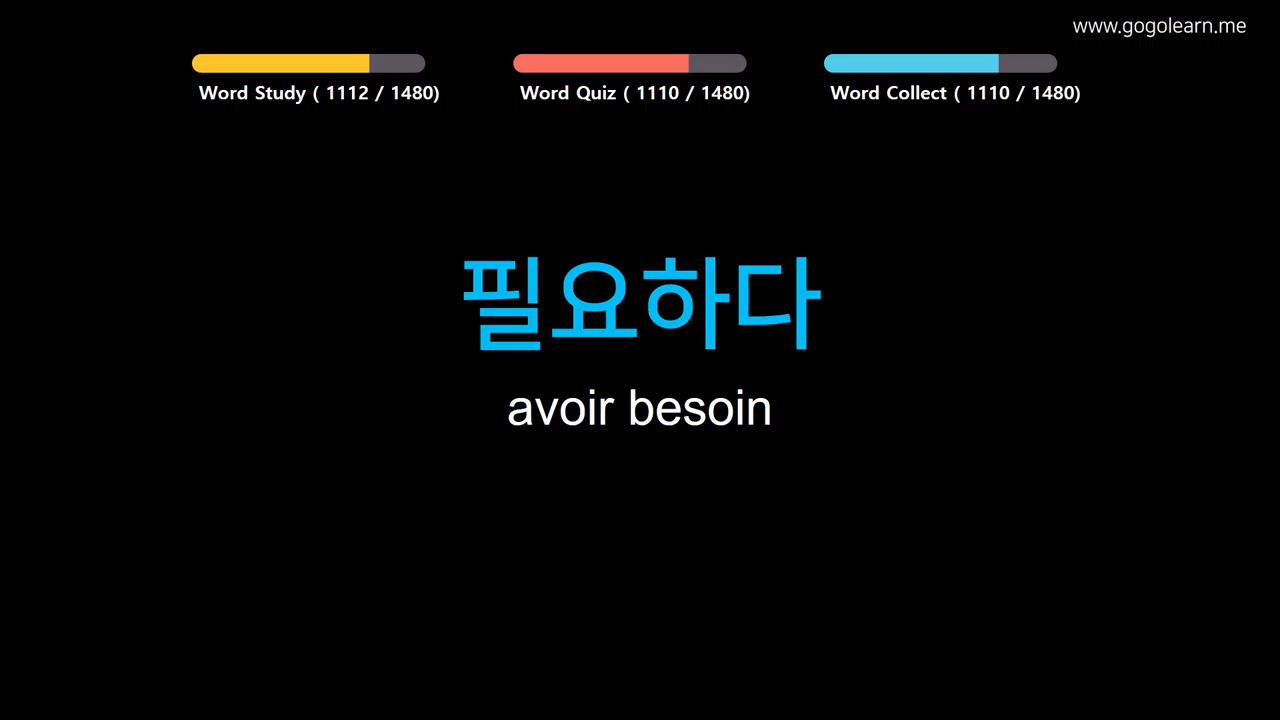 www.gogolearn.me
Word Study ( 1112 / 1480)
Word Quiz ( 1110 / 1480)
Word Collect ( 1110 / 1480)
필요하다
avoir besoin